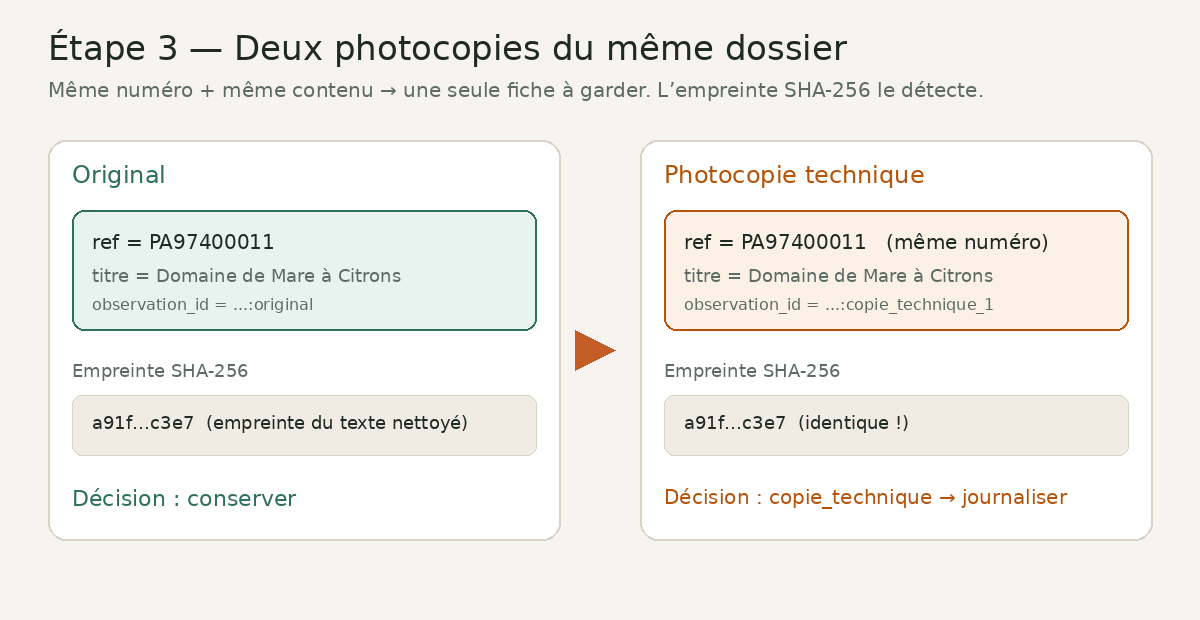 Étape 3 — Deux photocopies du même dossier
Même numéro + même contenu → une seule fiche à garder. L’empreinte SHA-256 le détecte.
Original
ref = PA97400011
titre = Domaine de Mare à Citrons
observation_id = …:original
Empreinte SHA-256
a91f…c3e7  (empreinte du texte nettoyé)
Décision : conserver
Photocopie technique
ref = PA97400011   (même numéro)
titre = Domaine de Mare à Citrons
observation_id = …:copie_technique_1
Empreinte SHA-256
a91f…c3e7  (identique !)
Décision : copie_technique → journaliser